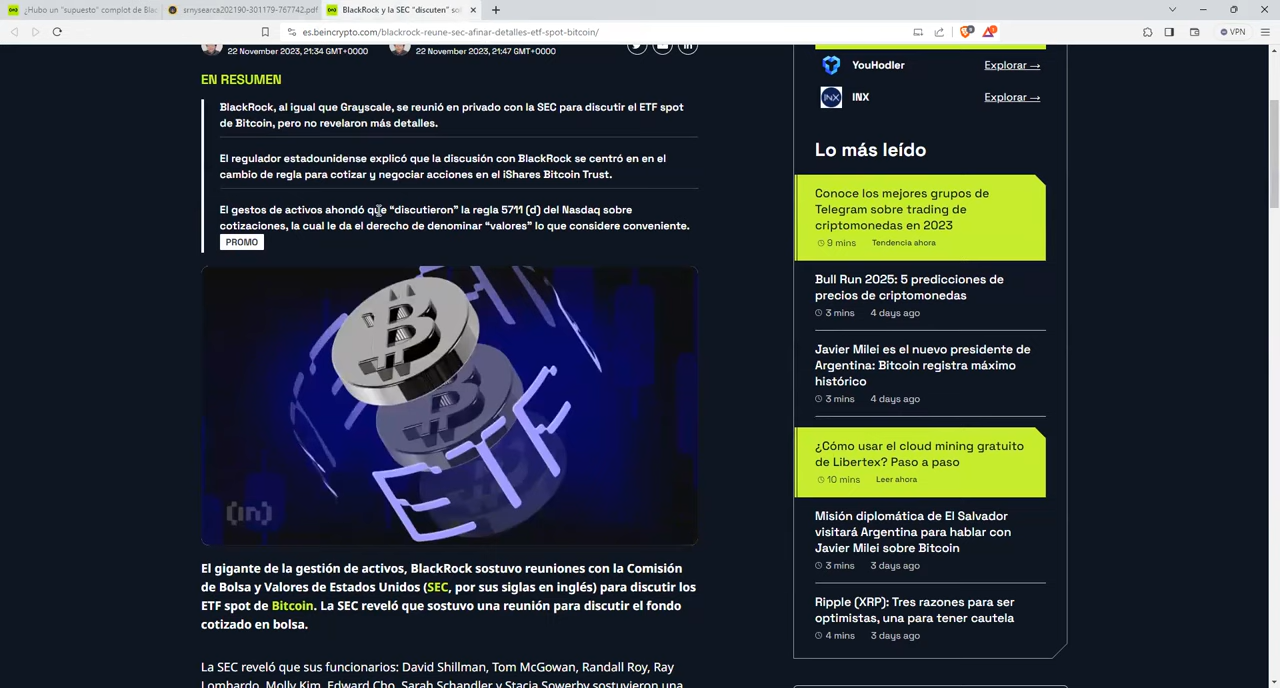 ¿Hubo un "supuesto" complot de Blac
srnysearca202190-301179-767742.pdf
BlackRock y la SEC “discuten” so
es.beincrypto.com/blackrock-reune-sec-afinar-detalles-etf-spot-bitcoin/
VPN
22 November 2023, 21:34 GMT+0000
22 November 2023, 21:47 GMT+0000
EN RESUMEN
BlackRock, al igual que Grayscale, se reunió en privado con la SEC para discutir el ETF spot
de Bitcoin, pero no revelaron más detalles.
El regulador estadounidense explicó que la discusión con BlackRock se centró en en el
cambio de regla para cotizar y negociar acciones en el iShares Bitcoin Trust.
El gestos de activos ahondó que “discutieron” la regla 5711 (d) del Nasdaq sobre
cotizaciones, la cual le da el derecho de denominar “valores” lo que considere conveniente.
PROMO
ETF
(in)
El gigante de la gestión de activos, BlackRock sostuvo reuniones con la Comisión
de Bolsa y Valores de Estados Unidos (SEC, por sus siglas en inglés) para discutir los
ETF spot de Bitcoin. La SEC reveló que sostuvo una reunión para discutir el fondo
cotizado en bolsa.
La SEC reveló que sus funcionarios: David Shillman, Tom McGowan, Randall Roy, Ray
Lombardo, Molly Kim, Edward Cho, Sarah Schandler y Stacia Sowerby sostuvieron una
YouHodler
Explorar →
INX
INX
Explorar →
Lo más leído
Conoce los mejores grupos de
Telegram sobre trading de
criptomonedas en 2023
9 mins Tendencia ahora
Bull Run 2025: 5 predicciones de
precios de criptomonedas
3 mins 4 days ago
Javier Milei es el nuevo presidente de
Argentina: Bitcoin registra máximo
histórico
3 mins 4 days ago
¿Cómo usar el cloud mining gratuito
de Libertex? Paso a paso
10 mins Leer ahora
Misión diplomática de El Salvador
visitará Argentina para hablar con
Javier Milei sobre Bitcoin
3 mins 3 days ago
Ripple (XRP): Tres razones para ser
optimistas, una para tener cautela
4 mins 3 days ago